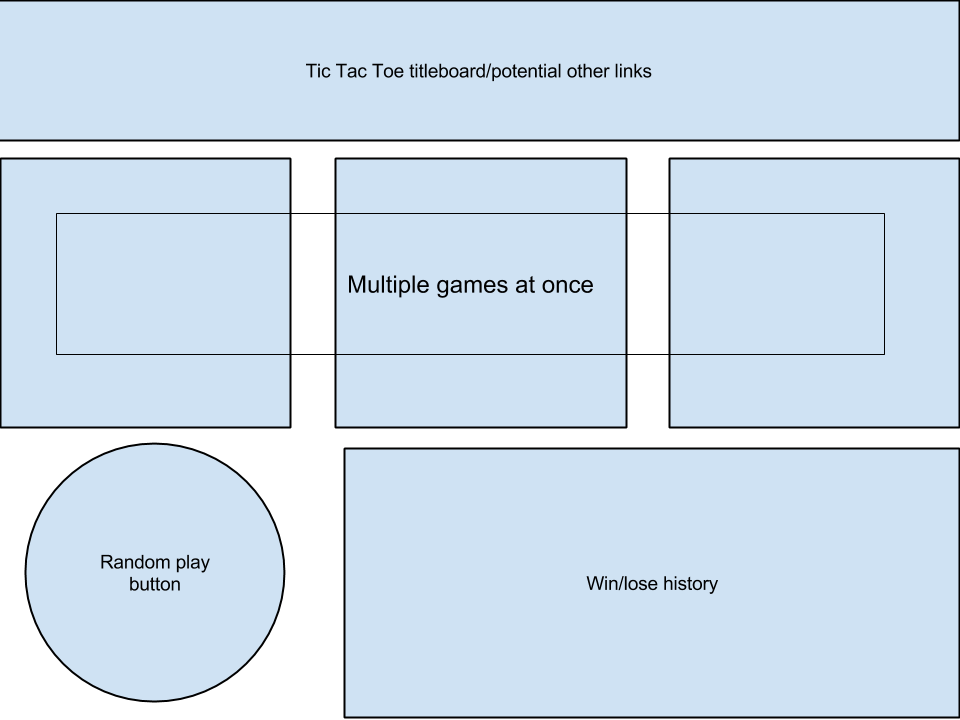 Tic Tac Toe titleboard/potential other links
Multiple games at once
Random play
button
Win/lose history